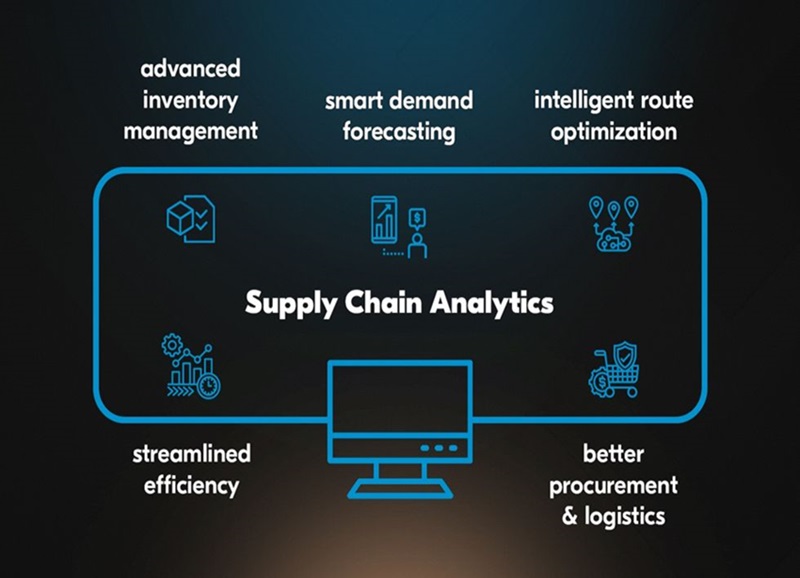 advanced
inventory
management
smart demand
forecasting
intelligent route
optimization
$
Supply Chain Analytics
$
streamlined
efficiency
better
procurement
& logistics